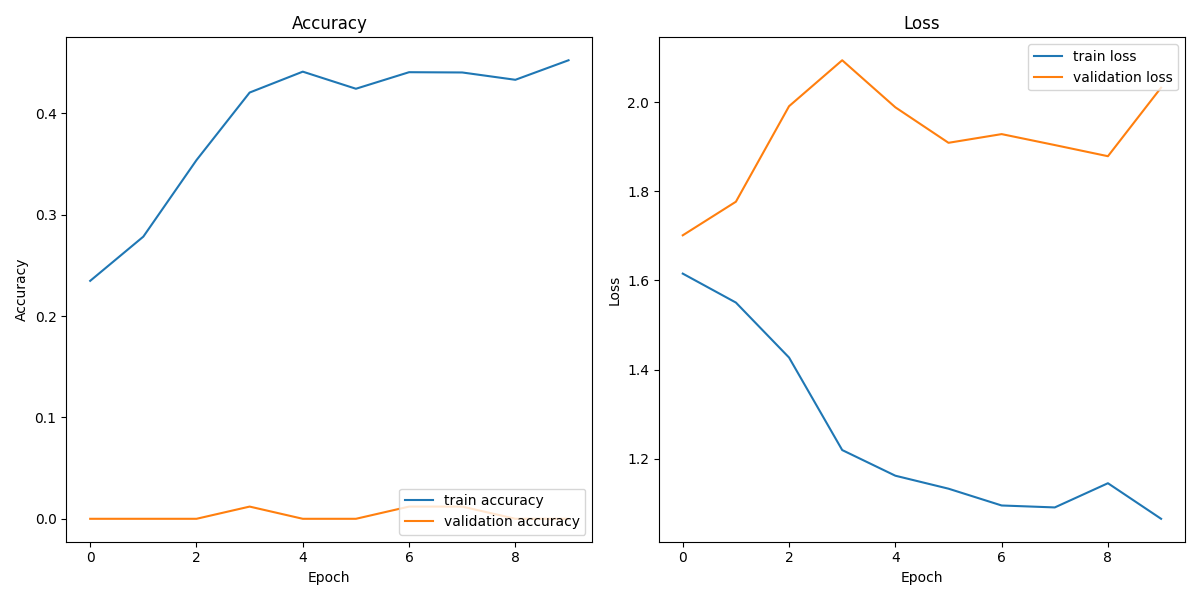 Accuracy
Accuracy
0.4
0.3
0.2
0.1
0.0
train accuracy
validation accuracy
0 2 4 6 8
Epoch
Loss
Loss
2.0
1.8
1.6
1.4
1.2
train loss
validation loss
0 2 4 6 8
Epoch